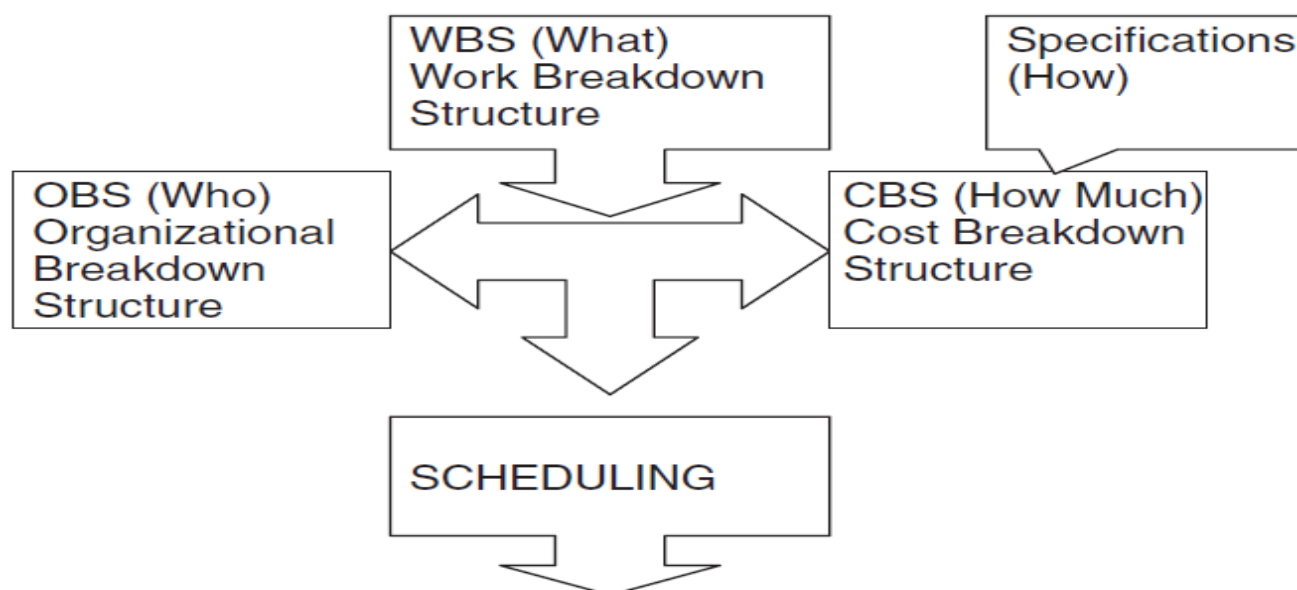 WBS (What)
Work Breakdown
Structure
Specifications
(How)
OBS (Who)
Organizational
Breakdown
Structure
CBS (How Much)
Cost Breakdown
Structure
SCHEDULING